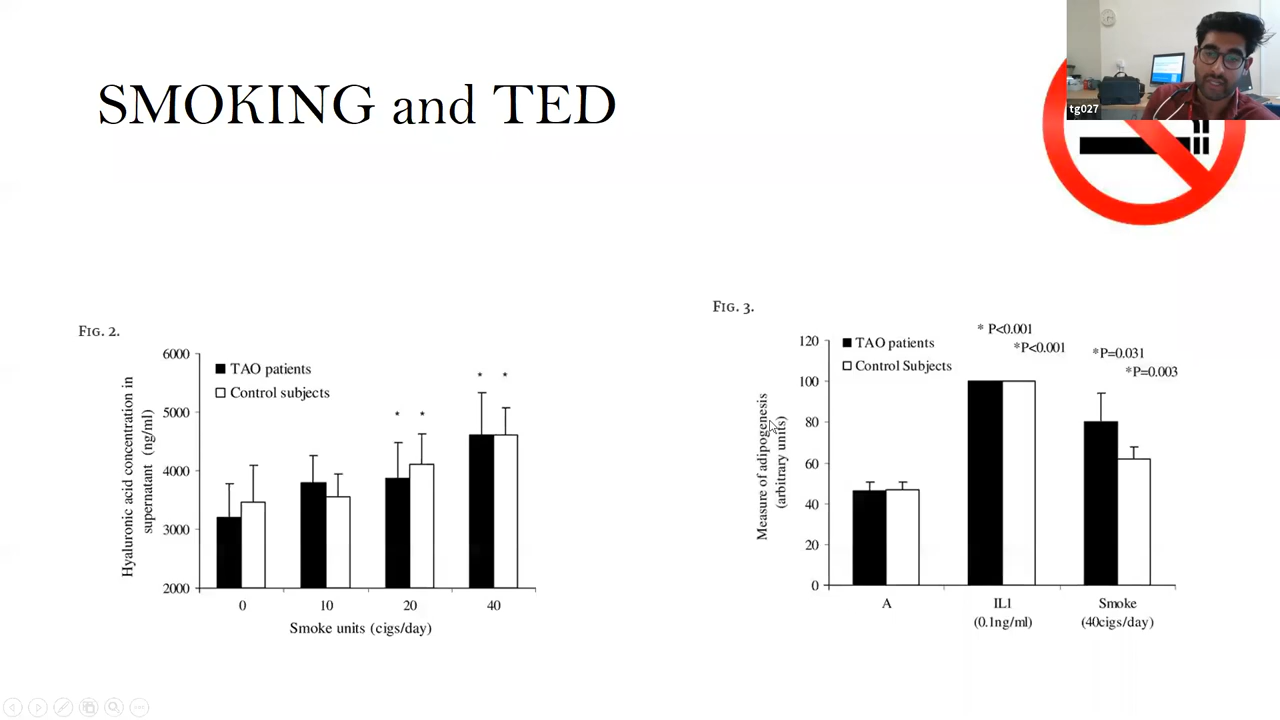 SMOKING and TED
tg027
FIG. 2.
6000
5000
4000
3000
2000
Hyaluronic acid concentration in
supernatant (ng/ml)
TAO patients
Control subjects
* *
* *
0 10 20 40
Smoke units (cigs/day)
FIG. 3.
120
100
80
60
40
20
0
Measure of adipogenesis
(arbitrary units)
TAO patients
Control Subjects
* P<0.001
*P<0.001
*P=0.031
*P=0.003
A IL1 Smoke
(0.1ng/ml) (40cigs/day)